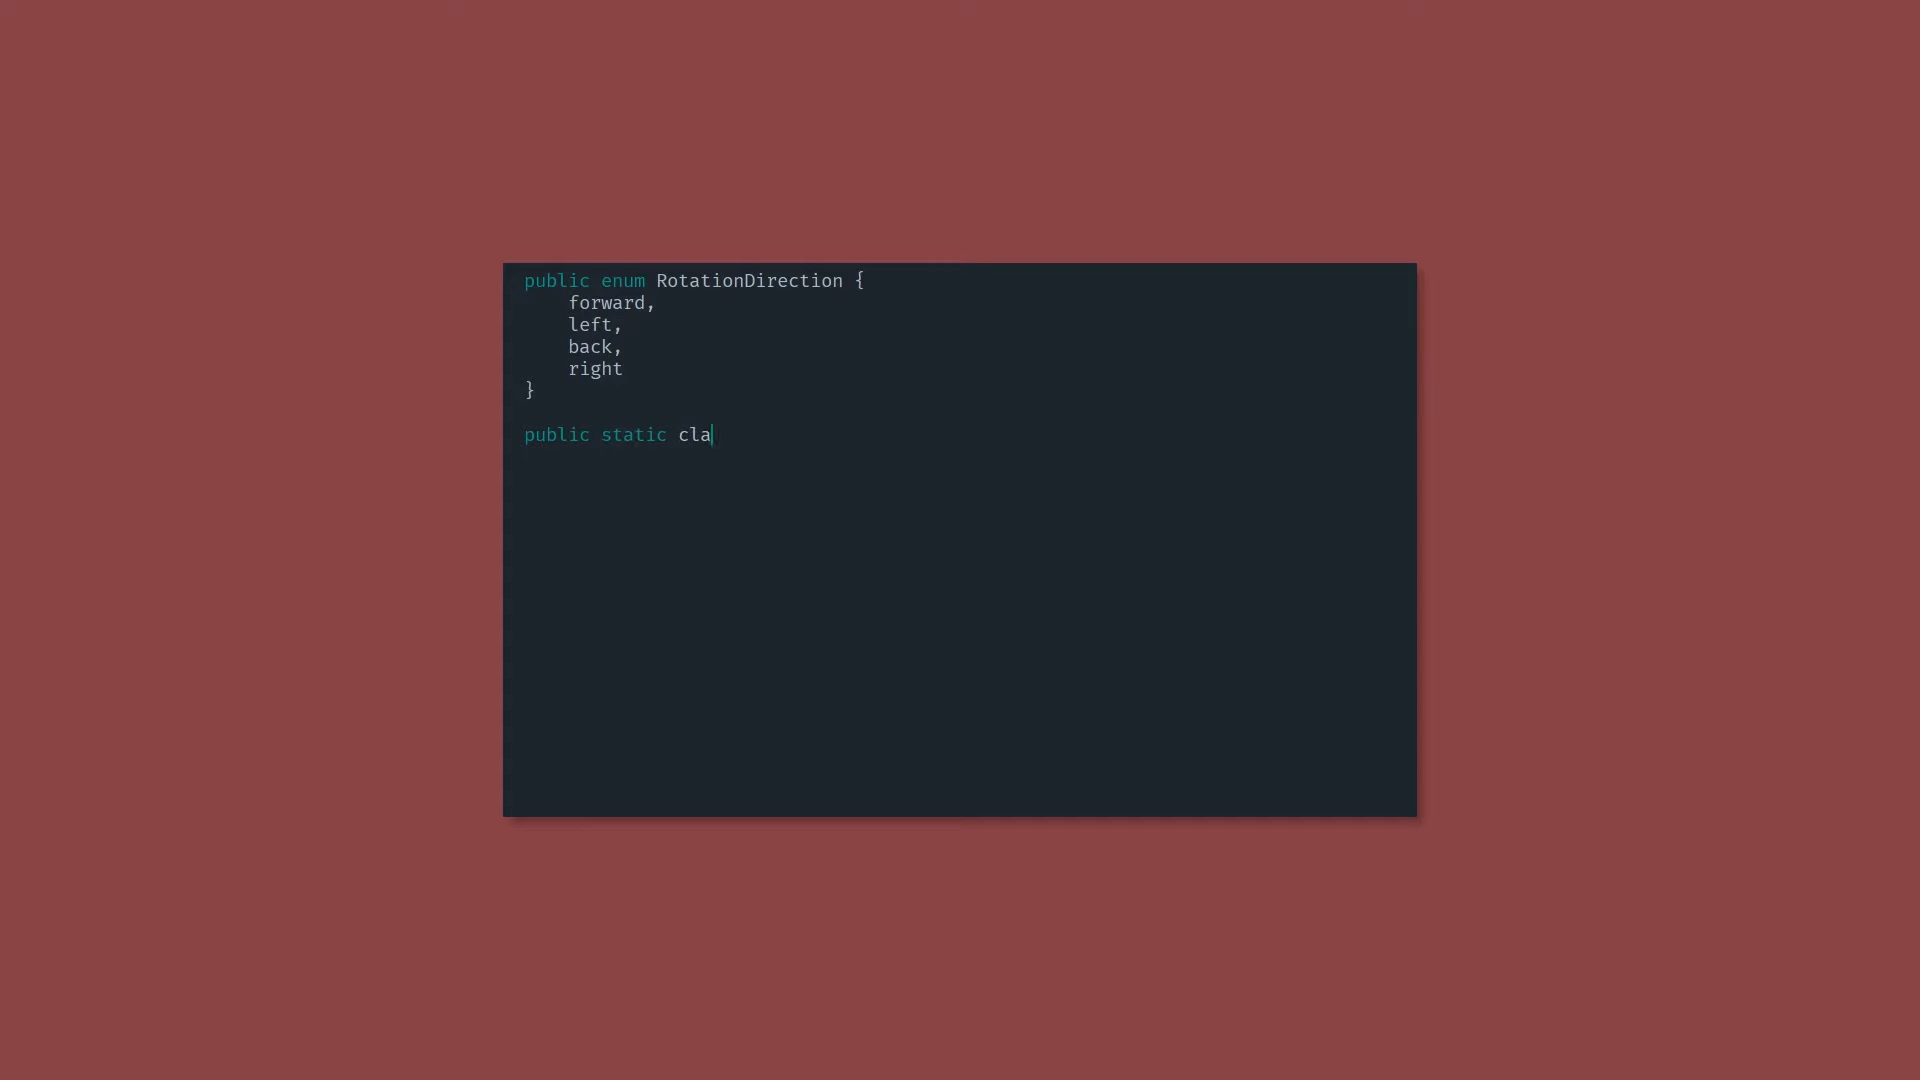 public enum RotationDirection {
    forward,
    left,
    back,
    right
}
public static cla